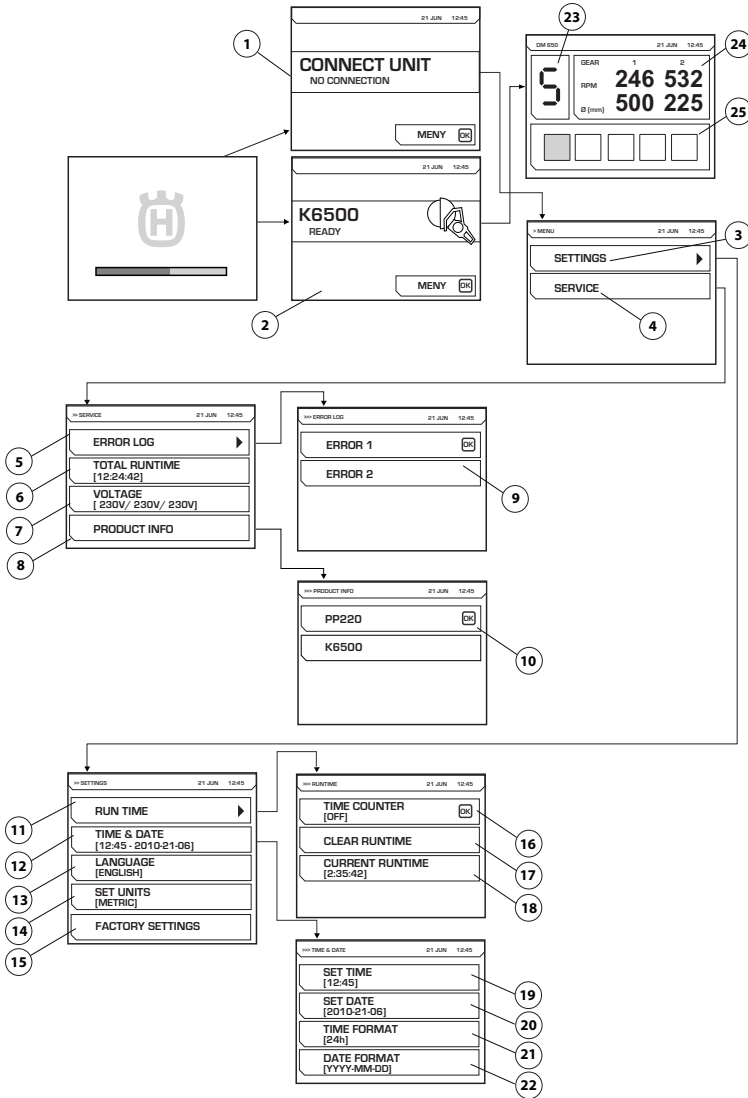 21 JUN 12:45
1
CONNECT UNIT
NO CONNECTION
MENY OK
H
21 JUN 12:45
K6500
READY
MENY OK
2
23
24
25
DM 650 21 JUN 12:45
5
GEAR 1 2
RPM 246 532
Ø [mm] 500 225
> MENU 21 JUN 12:45
SETTINGS
3
SERVICE
4
>> SERVICE 21 JUN 12:45
5
ERROR LOG
6
TOTAL RUNTIME
[12:24:42]
7
VOLTAGE
[ 230V/ 230V/ 230V]
8
PRODUCT INFO
>>> ERROR LOG 21 JUN 12:45
ERROR 1 OK
ERROR 2
9
>>> PRODUCT INFO 21 JUN 12:45
PP220 OK
K6500
10
>> SETTINGS 21 JUN 12:45
11
RUN TIME
12
TIME & DATE
[12:45 - 2010-21-06]
13
LANGUAGE
[ENGLISH]
14
SET UNITS
[METRIC]
15
FACTORY SETTINGS
>>> RUNTIME 21 JUN 12:45
TIME COUNTER
[OFF] OK
16
CLEAR RUNTIME
17
CURRENT RUNTIME
[2:35:42]
18
>>> TIME & DATE 21 JUN 12:45
SET TIME
[12:45]
19
SET DATE
[2010-21-06]
20
TIME FORMAT
[24h]
21
DATE FORMAT
[YYYY-MM-DD]
22